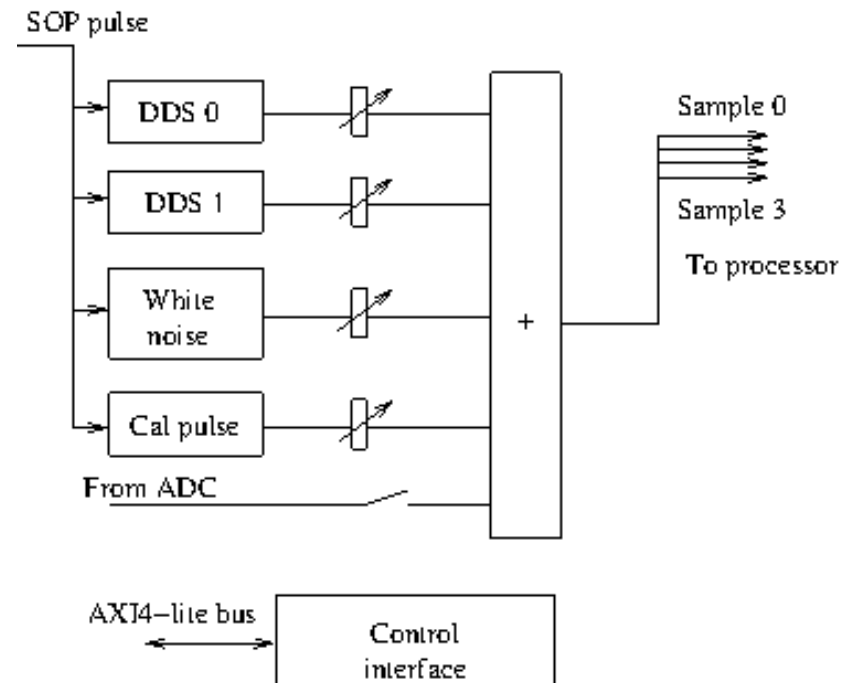 SOP pulse
DDS 0
Sample 0
DDS 1
Sample 3
To processor
White
noise
+
Cal pulse
From ADC
AXI4-lite bus
Control
interface